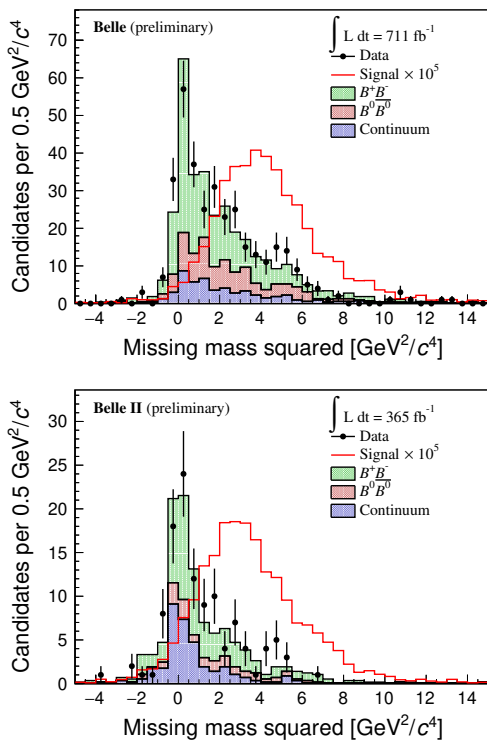 Belle (preliminary)
∫ L dt = 711 fb⁻¹
Data
Signal × 10⁵
B⁺B⁻
B⁰B̅⁰
Continuum
Candidates per 0.5 GeV²/c⁴
70
60
50
40
30
20
10
0
−4 −2 0 2 4 6 8 10 12 14
Missing mass squared [GeV²/c⁴]
Belle II (preliminary)
∫ L dt = 365 fb⁻¹
Data
Signal × 10⁵
B⁺B⁻
B⁰B̅⁰
Continuum
Candidates per 0.5 GeV²/c⁴
30
25
20
15
10
5
0
−4 −2 0 2 4 6 8 10 12 14
Missing mass squared [GeV²/c⁴]